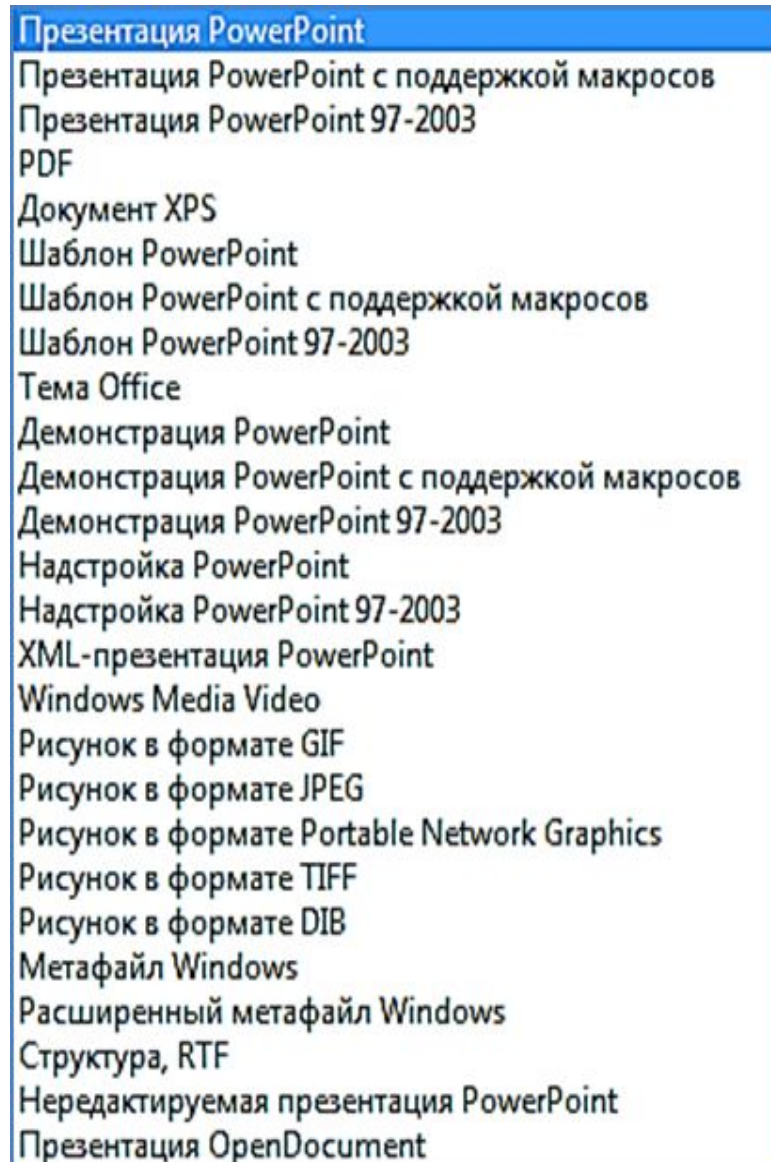 Презентация PowerPoint
Презентация PowerPoint с поддержкой макросов
Презентация PowerPoint 97-2003
PDF
Документ XPS
Шаблон PowerPoint
Шаблон PowerPoint с поддержкой макросов
Шаблон PowerPoint 97-2003
Тема Office
Демонстрация PowerPoint
Демонстрация PowerPoint с поддержкой макросов
Демонстрация PowerPoint 97-2003
Надстройка PowerPoint
Надстройка PowerPoint 97-2003
XML-презентация PowerPoint
Windows Media Video
Рисунок в формате GIF
Рисунок в формате JPEG
Рисунок в формате Portable Network Graphics
Рисунок в формате TIFF
Рисунок в формате DIB
Метафайл Windows
Расширенный метафайл Windows
Структура, RTF
Нередактируемая презентация PowerPoint
Презентация OpenDocument